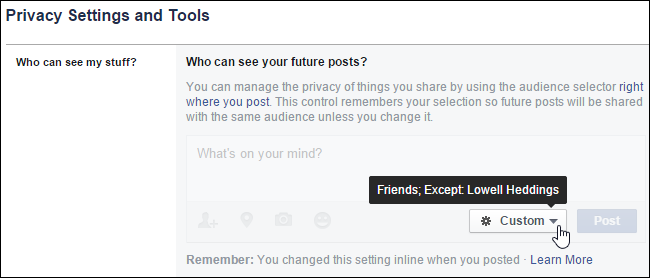 Privacy Settings and Tools
Who can see my stuff?
Who can see your future posts?
You can manage the privacy of things you share by using the audience selector right
where you post. This control remembers your selection so future posts will be shared
with the same audience unless you change it.
What's on your mind?
Friends; Except: Lowell Heddings
Custom
Post
Remember: You changed this setting inline when you posted · Learn More